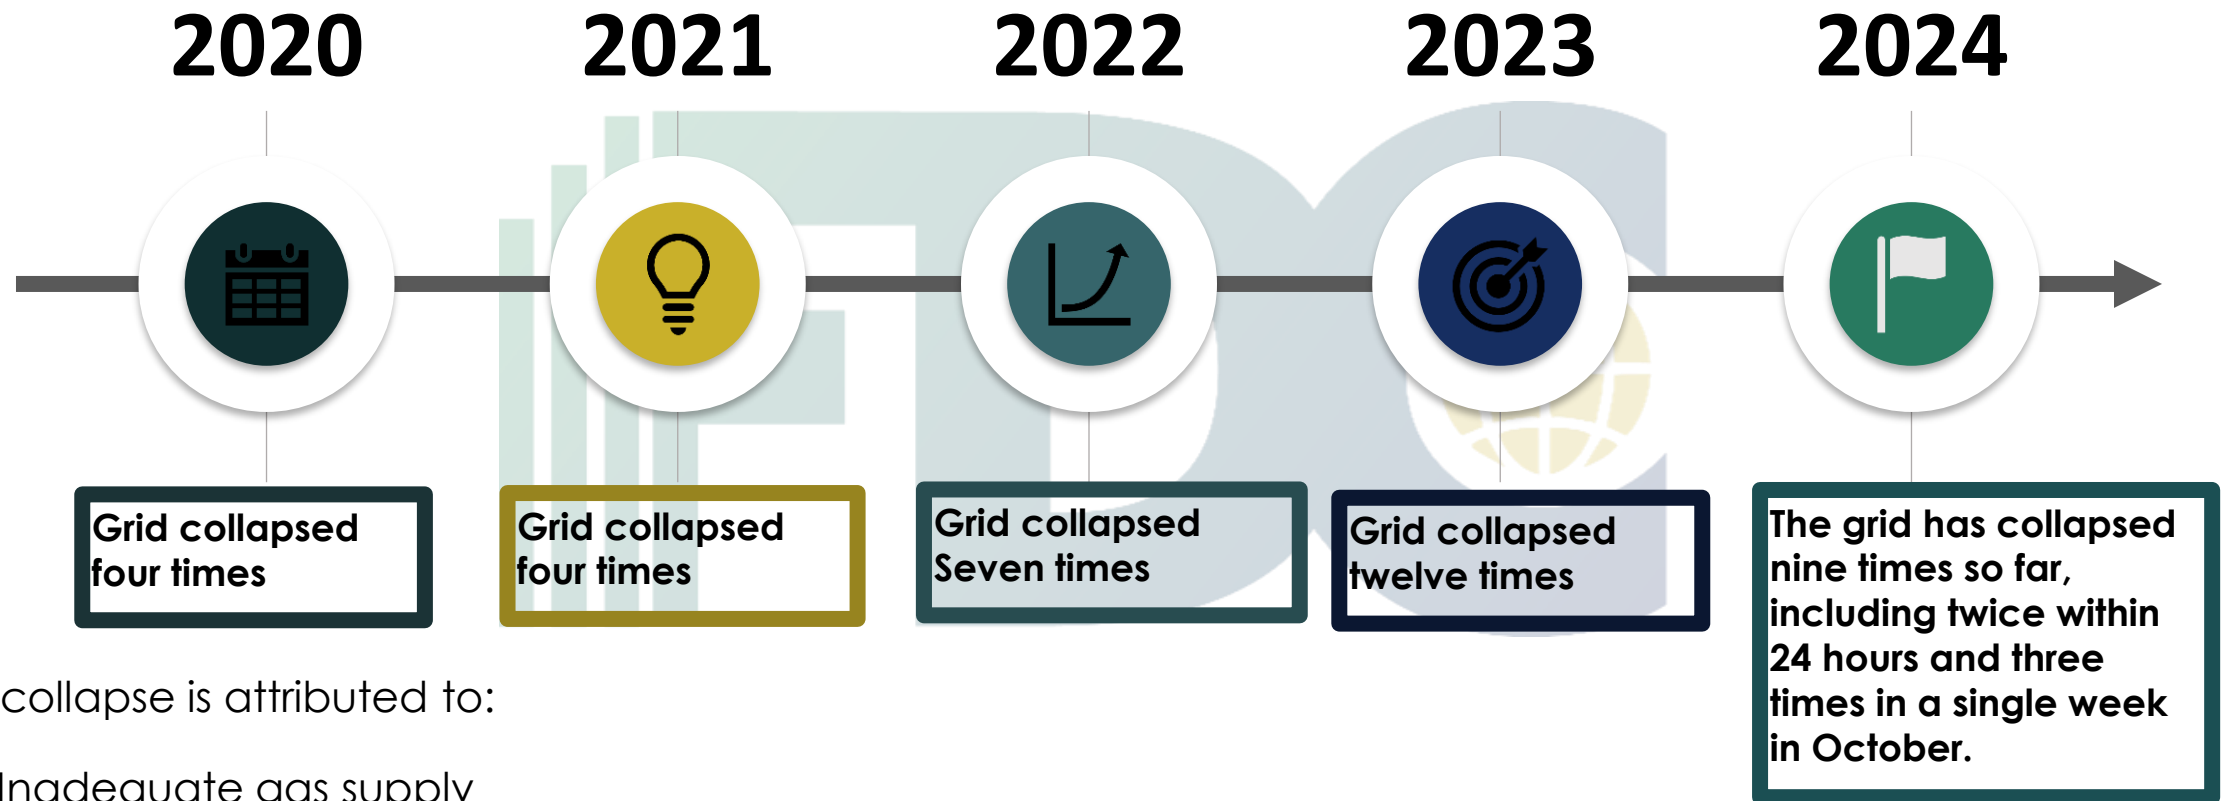 2020
2021
2022
2023
2024
Grid collapsed
four times
Grid collapsed
four times
Grid collapsed
Seven times
Grid collapsed
twelve times
The grid has collapsed
nine times so far,
including twice within
24 hours and three
times in a single week
in October.
collapse is attributed to:
Inadequate gas supply
FDC